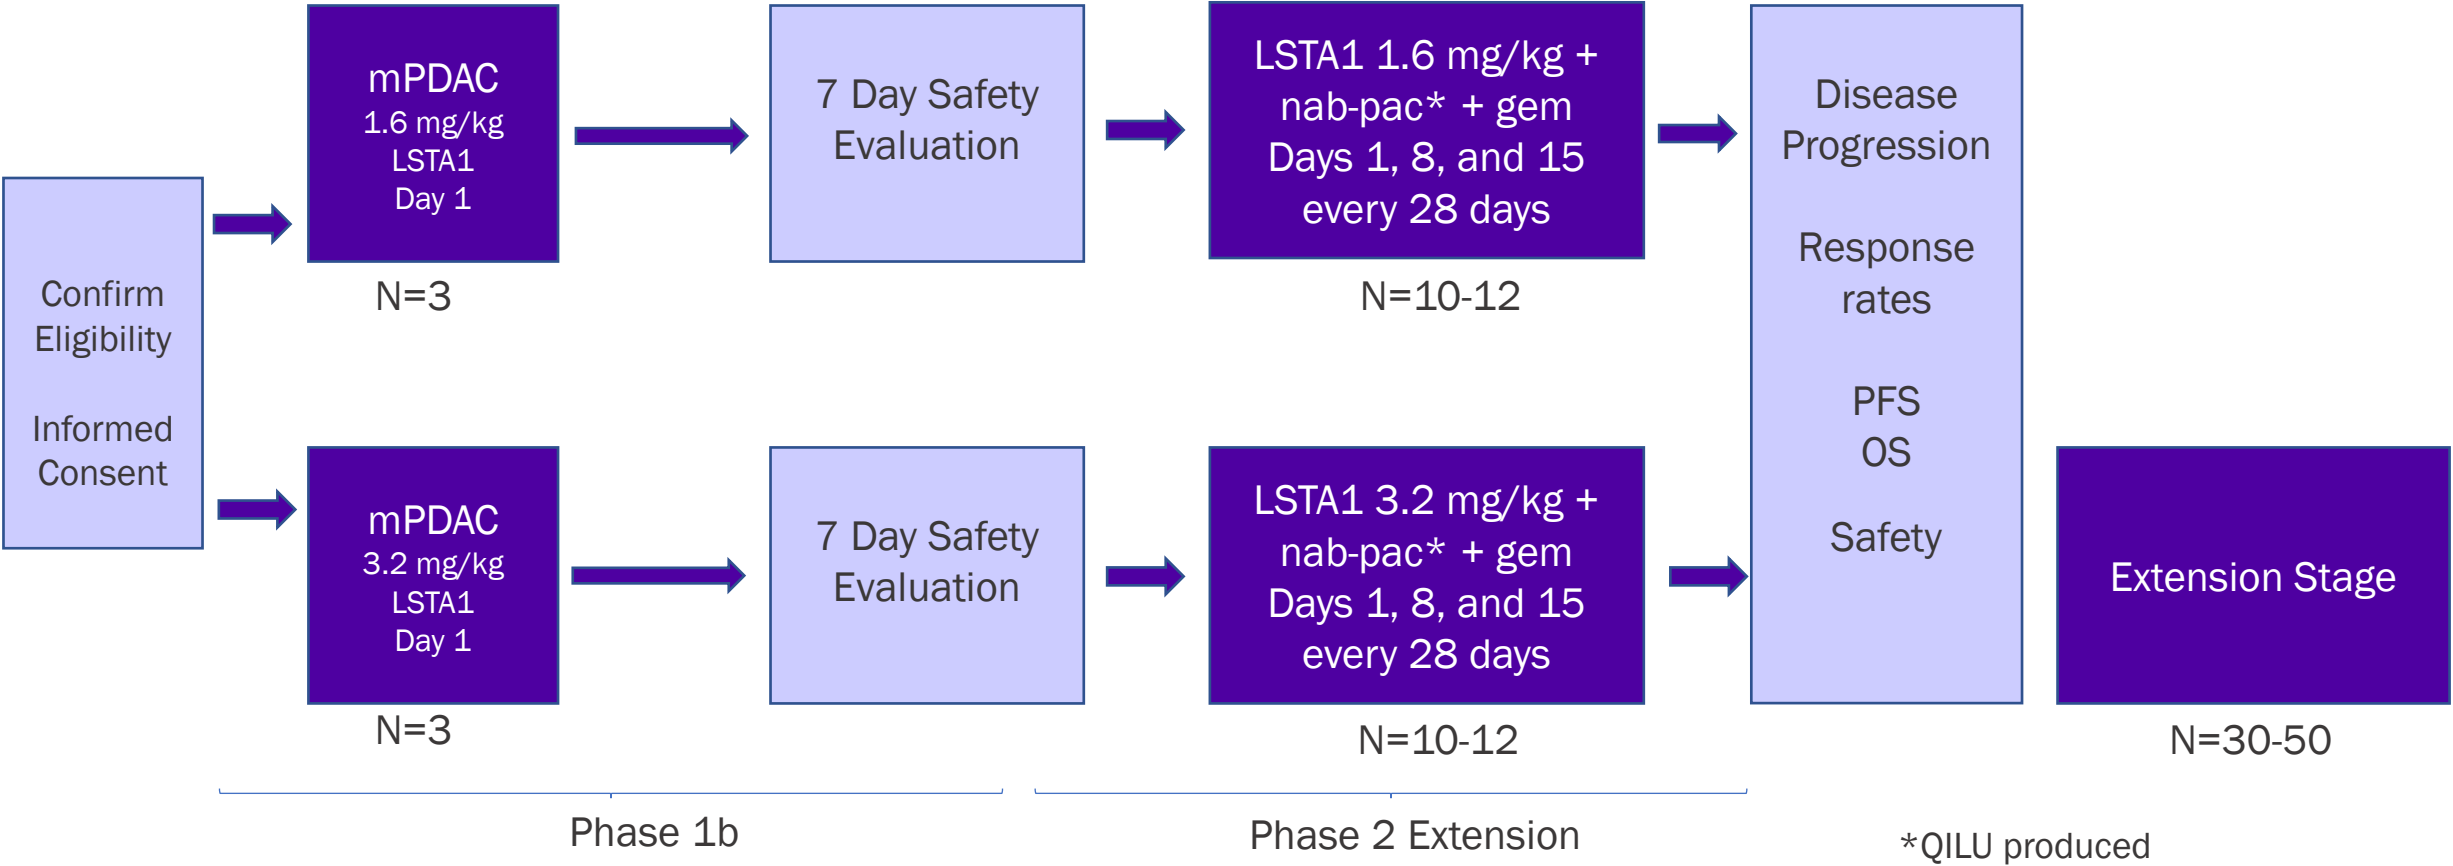 Confirm
Eligibility
Informed
Consent
mPDAC
1.6 mg/kg
LSTA1
Day 1
N=3
7 Day Safety
Evaluation
LSTA1 1.6 mg/kg +
nab-pac* + gem
Days 1, 8, and 15
every 28 days
N=10-12
mPDAC
3.2 mg/kg
LSTA1
Day 1
N=3
7 Day Safety
Evaluation
LSTA1 3.2 mg/kg +
nab-pac* + gem
Days 1, 8, and 15
every 28 days
N=10-12
Disease
Progression
Response
rates
PFS
OS
Safety
Extension Stage
N=30-50
Phase 1b
Phase 2 Extension
*QILU produced